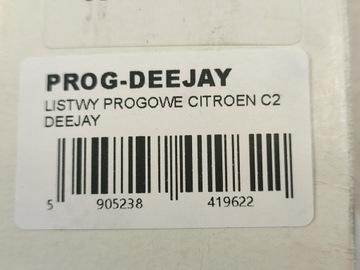 PROG-DEEJAY
LISTWY PROGOWE CITROEN C2
DEEJAY
5 905238 419622